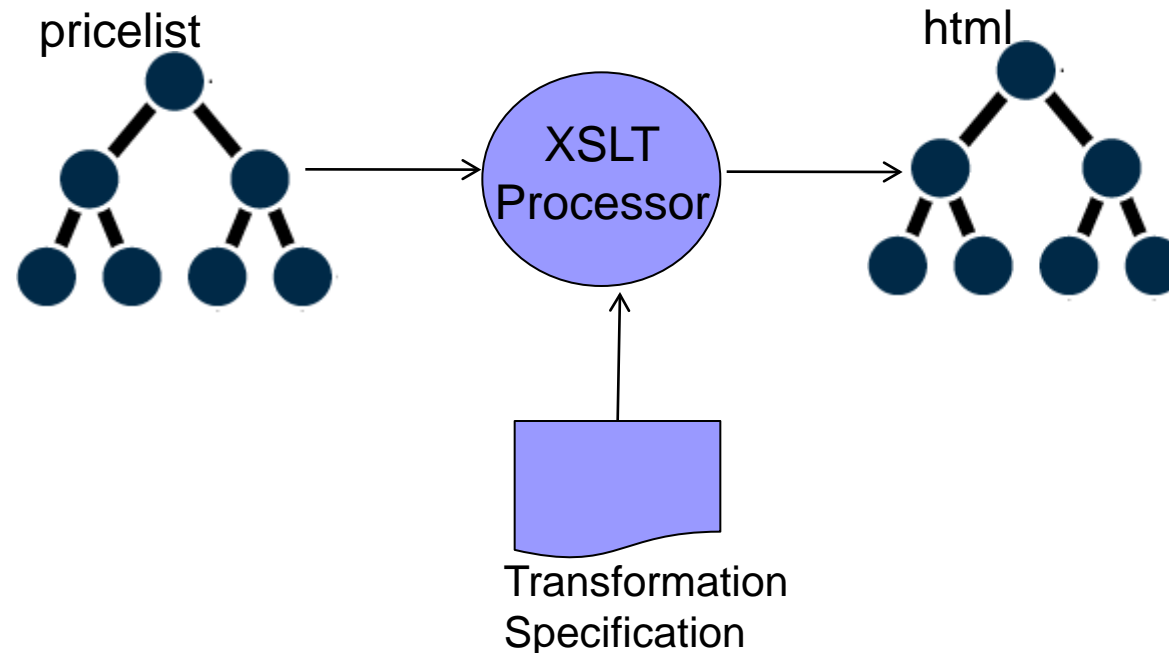 pricelist
html
XSLT
Processor
Transformation
Specification